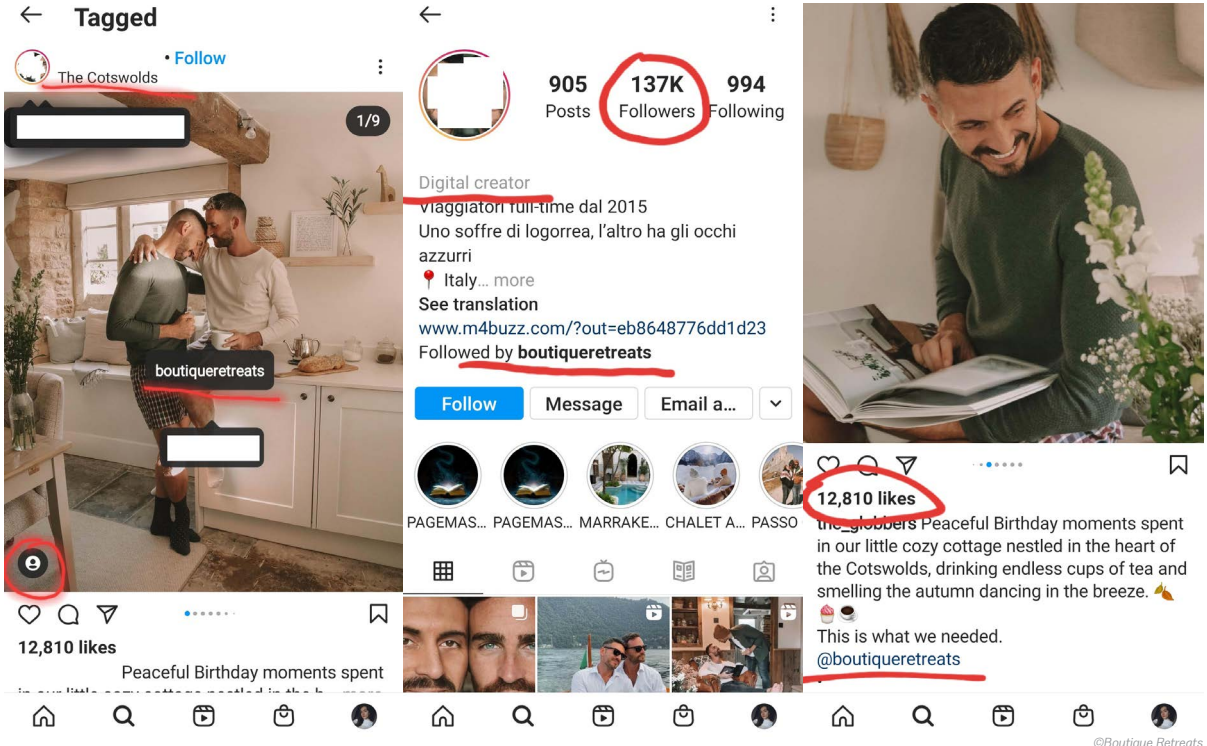 Tagged
• Follow
The Cotswolds
1/9
boutiqueretreats
12,810 likes
Peaceful Birthday moments spent
more
905
137K
994
Posts
Followers
Following
Digital creator
Viaggiatori full-time dal 2015
Uno soffre di logorrea, l'altro ha gli occhi
azzurri
Italy... more
See translation
www.m4buzz.com/?out=eb8648776dd1d23
Followed by boutiqueretreats
Follow
Message
Email a...
PAGEMAS...
PAGEMAS...
MARRAKE...
CHALET A...
PASSO
12,810 likes
the_globbers Peaceful Birthday moments spent
in our little cozy cottage nestled in the heart of
the Cotswolds, drinking endless cups of tea and
smelling the autumn dancing in the breeze. 🍂
🧁☕
This is what we needed.
@boutiqueretreats
©Boutique Retreats